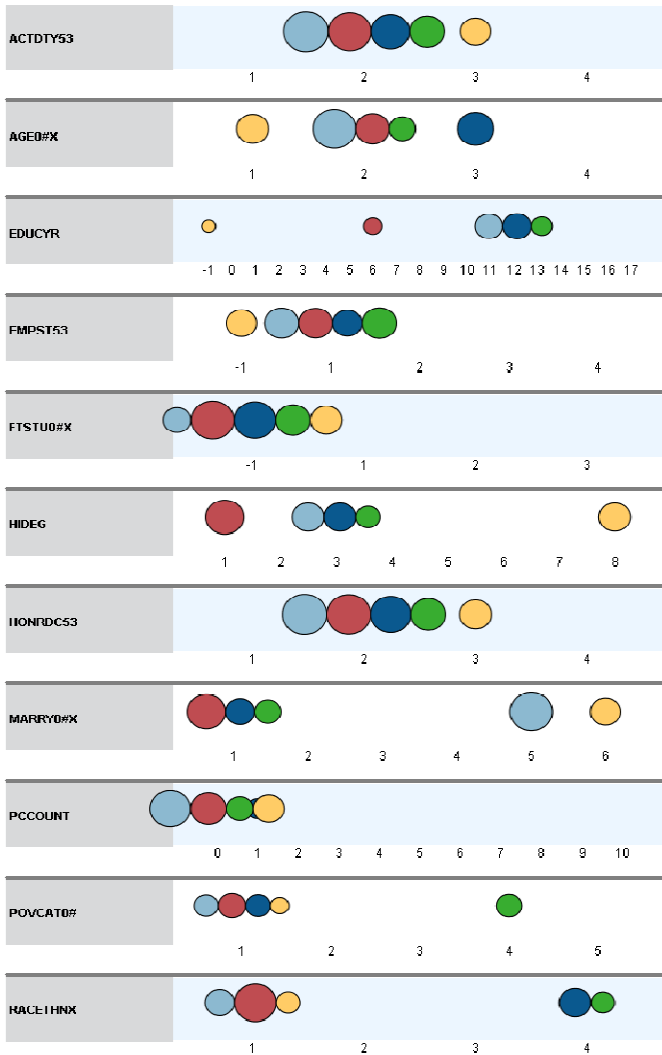 ACTDTY53
1 2 3 4
AGE0#X
1 2 3 4
EDUCYR
-1 0 1 2 3 4 5 6 7 8 9 10 11 12 13 14 15 16 17
EMPST53
-1 1 2 3 4
FTSTU0#X
-1 1 2 3
HIDEG
1 2 3 4 5 6 7 8
HONRDC53
1 2 3 4
MARRY0#X
1 2 3 4 5 6
PCCOUNT
0 1 2 3 4 5 6 7 8 9 10
POVCAT0#
1 2 3 4 5
RACETHNX
1 2 3 4